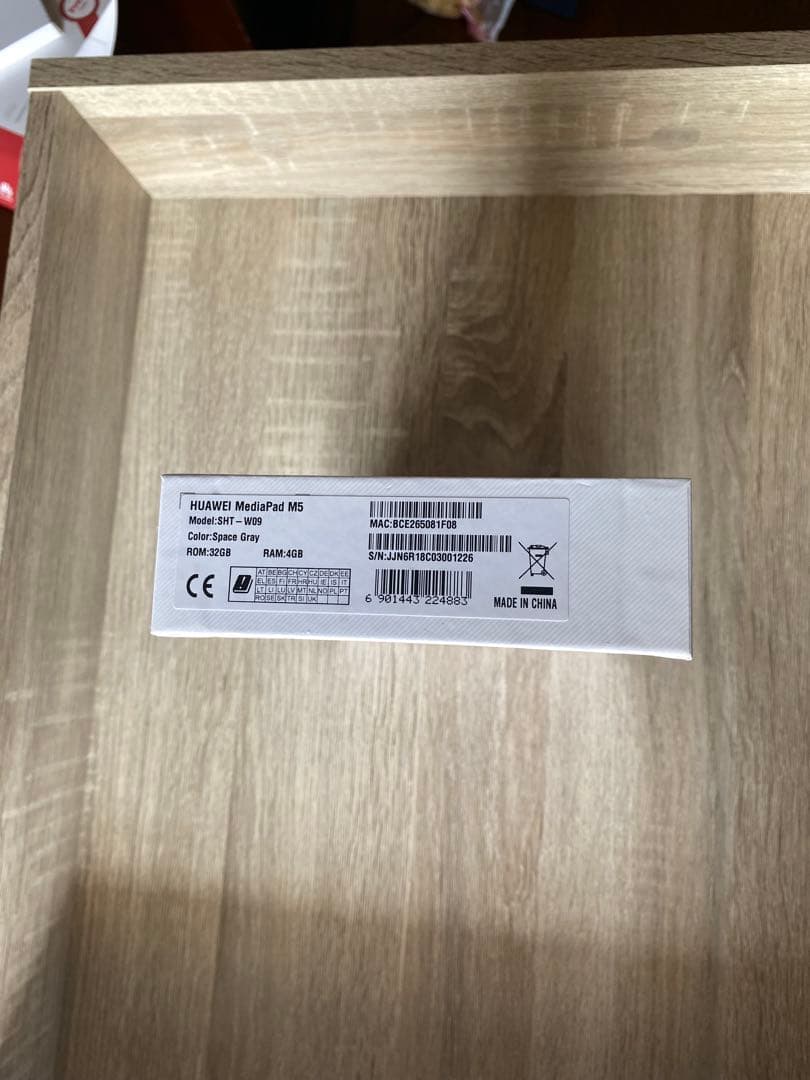 HUAWEI MediaPad M5
Model:SHT-W09
Color:Space Gray
ROM:32GB RAM:4GB
MAC:BCE265081F08
S/N:JJN6R18C03001226
CE
AT BE BG CH CY CZ DE DK EE
EL ES FI FR HR HU IE IS IT
LT LI LU LV MT NL NO PL PT
RO SE SK TR SI UK
6 901443 224883
MADE IN CHINA